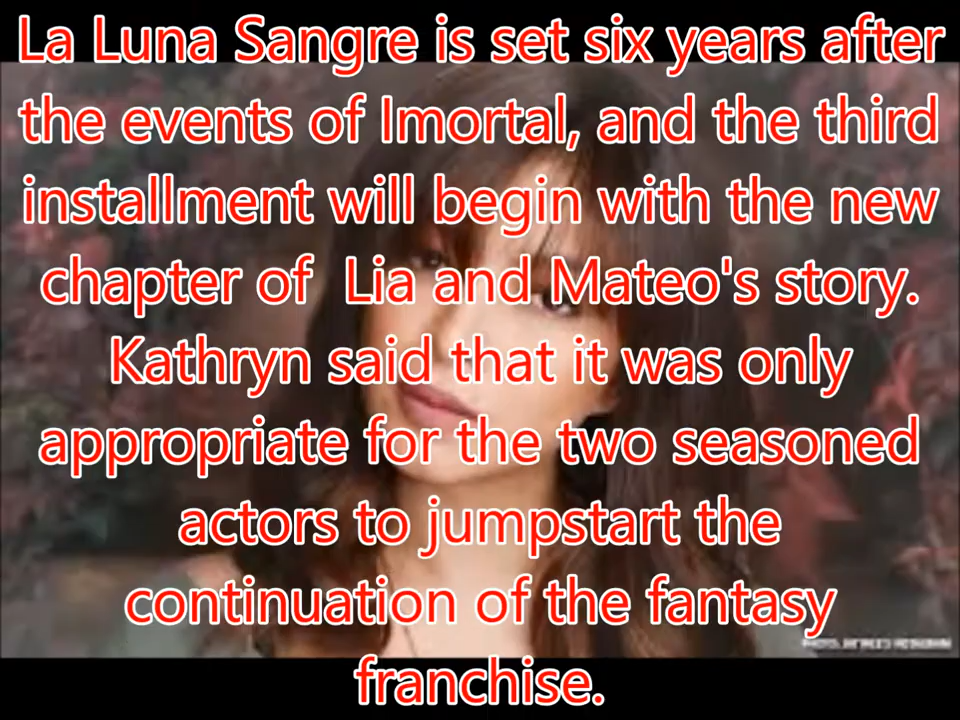 La Luna Sangre is set six years after
the events of Imortal, and the third
installment will begin with the new
chapter of Lia and Mateo's story.
Kathryn said that it was only
appropriate for the two seasoned
actors to jumpstart the
continuation of the fantasy
franchise.